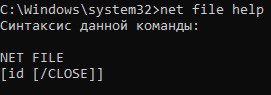 C:\Windows\system32>net file help
Синтаксис данной команды:
NET FILE
[id [/CLOSE]]